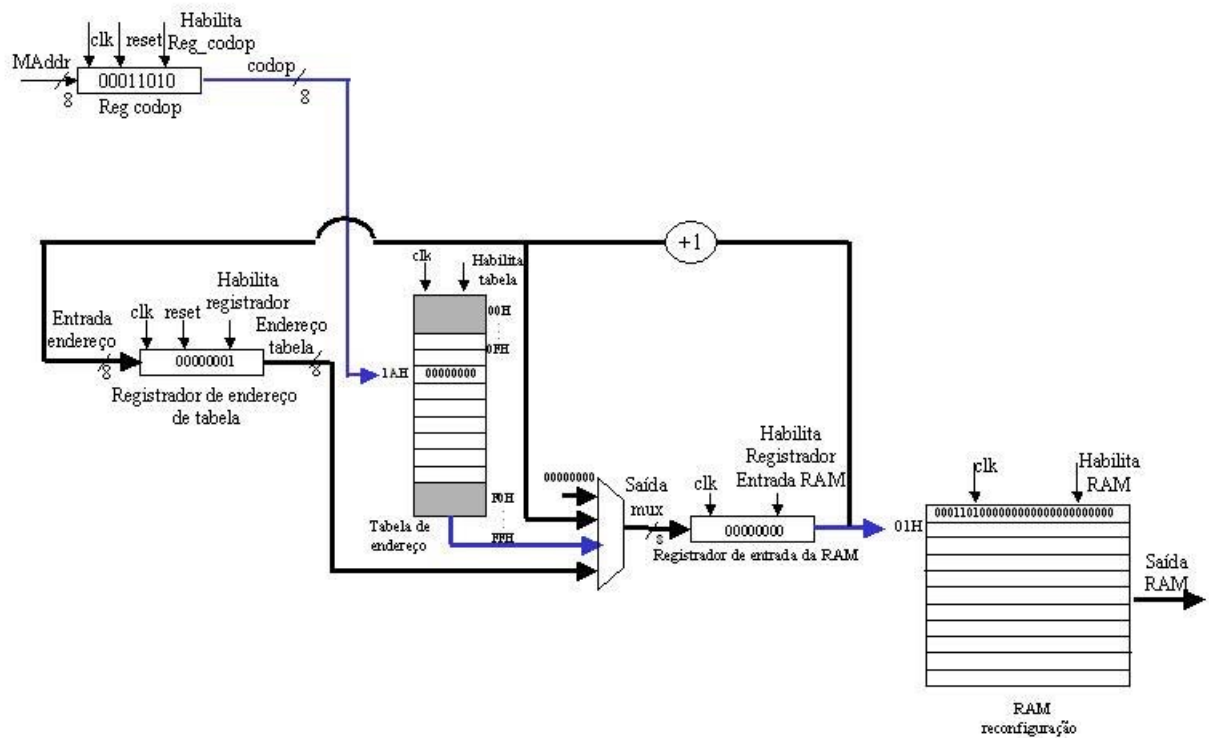 Habilita
clk reset Reg_codop
MAddr
00011010
8
Reg codop
codop
8
+1
clk
Habilita
tabela
Habilita
registrador
clk reset
Entrada
endereço
8
00000001
Endereço
tabela
8
Registrador de endereço
de tabela
00H
0FH
1AH
00000000
F0H
FFH
Tabela de
endereço
00000000
Saída
mux
8
clk
Habilita
Registrador
Entrada RAM
00000000
Registrador de entrada da RAM
01H
clk
Habilita
RAM
Saída
RAM
RAM
reconfiguração